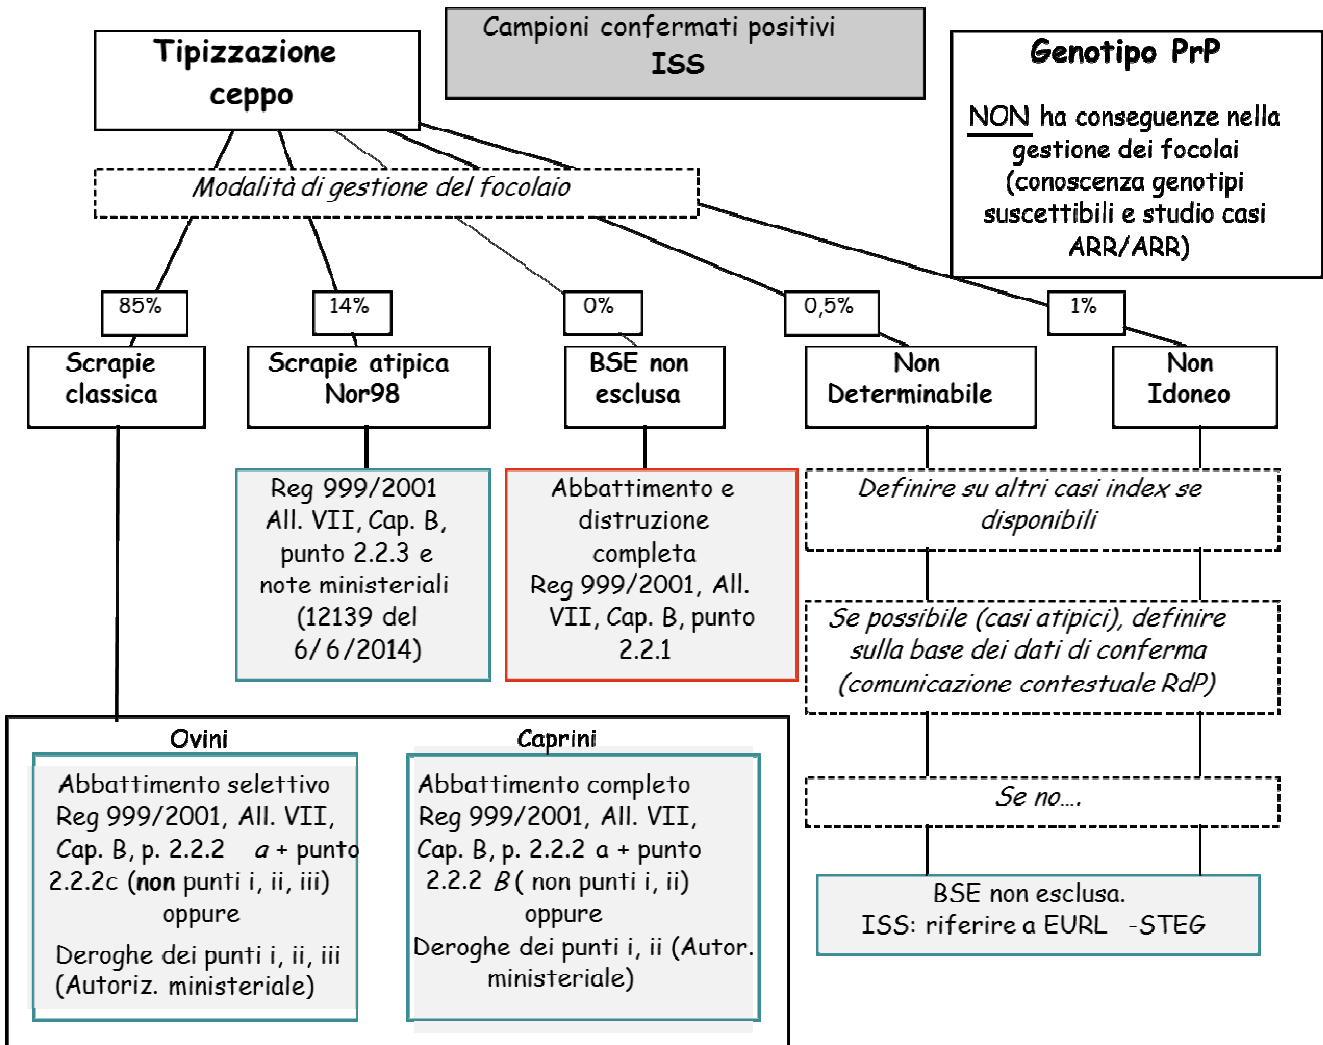 Campioni confermati positivi
ISS
Tipizzazione
ceppo
Genotipo PrP
NON ha conseguenze nella
gestione dei focolai
(conoscenza genotipi
suscettibili e studio casi
ARR/ARR)
Modalità di gestione del focolaio
85%
14%
0%
0,5%
1%
Scrapie
classica
Scrapie atipica
Nor98
BSE non
esclusa
Non
Determinabile
Non
Idoneo
Reg 999/2001
All. VII, Cap. B,
punto 2.2.3 e
note ministeriali
(12139 del
6/6/2014)
Abbattimento e
distruzione
completa
Reg 999/2001, All.
VII, Cap. B, punto
2.2.1
Definire su altri casi index se
disponibili
Se possibile (casi atipici), definire
sulla base dei dati di conferma
(comunicazione contestuale RdP)
Se no….
BSE non esclusa.
ISS: riferire a EURL -STEG
Ovini
Abbattimento selettivo
Reg 999/2001, All. VII,
Cap. B, p. 2.2.2 a + punto
2.2.2c (non punti i, ii, iii)
oppure
Deroghe dei punti i, ii, iii
(Autoriz. ministeriale)
Caprini
Abbattimento completo
Reg 999/2001, All. VII,
Cap. B, p. 2.2.2 a + punto
2.2.2 B ( non punti i, ii)
oppure
Deroghe dei punti i, ii (Autor.
ministeriale)